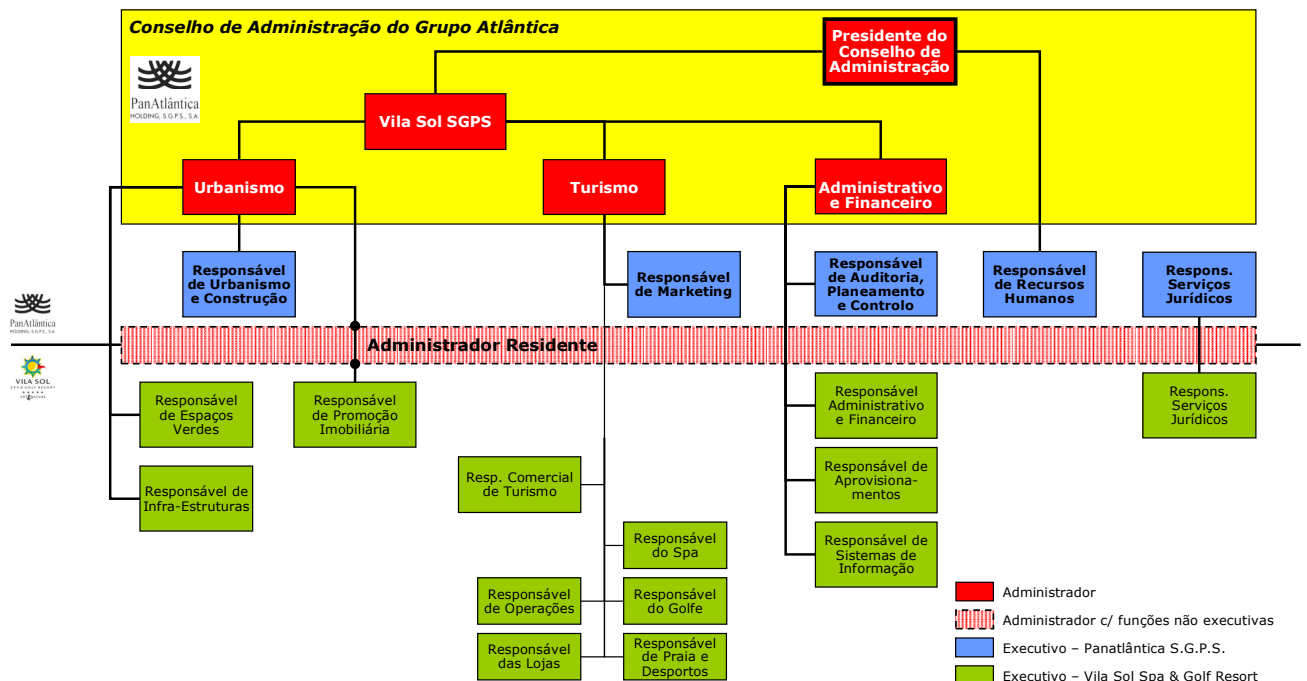 Conselho de Administração do Grupo Atlântica
Presidente do
Conselho de
Administração
PanAtlântica
HOLDING, S.G.P.S., S.A
Vila Sol SGPS
Urbanismo
Turismo
Administrativo
e Financeiro
Responsável
de Urbanismo
e Construção
Responsável
de Marketing
Responsável
de Auditoria,
Planeamento
e Controlo
Responsável
de Recursos
Humanos
Respons.
Serviços
Jurídicos
PanAtlântica
HOLDING, S.G.P.S., S.A.
Administrador Residente
VILA SOL
SPA & GOLF RESORT
Responsável
de Espaços
Verdes
Responsável
de Promoção
Imobiliária
Responsável
Administrativo
e Financeiro
Respons.
Serviços
Jurídicos
Resp. Comercial
de Turismo
Responsável de
Aprovisiona-
mentos
Responsável de
Infra-Estruturas
Responsável
do Spa
Responsável de
Sistemas de
Informação
Responsável
de Operações
Responsável
do Golfe
Responsável
das Lojas
Responsável
de Praia e
Desportos
Administrador
Administrador c/ funções não executivas
Executivo – Panatlântica S.G.P.S.
Executivo – Vila Sol Spa & Golf Resort